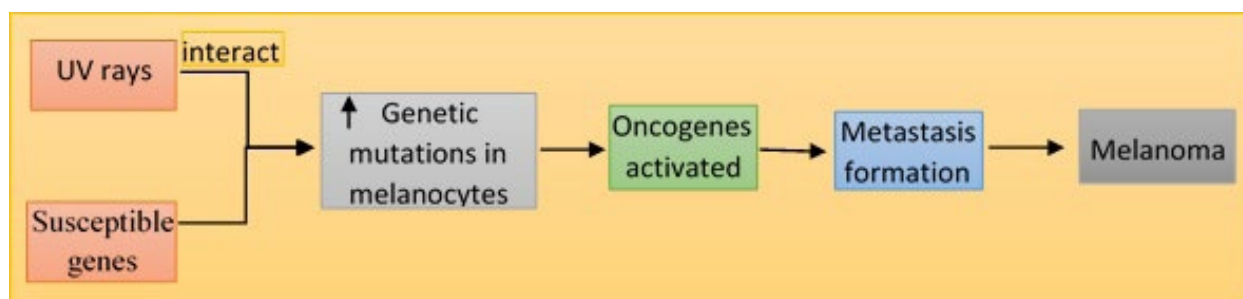 UV rays
interact
Susceptible
genes
↑ Genetic
mutations in
melanocytes
Oncogenes
activated
Metastasis
formation
Melanoma